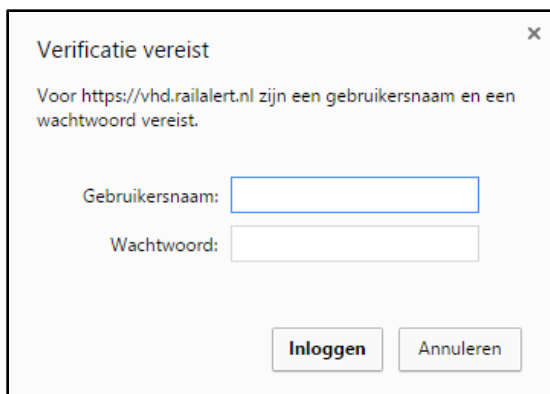 Verificatie vereist
Voor https://vhd.railalert.nl zijn een gebruikersnaam en een
wachtwoord vereist.
Gebruikersnaam:
Wachtwoord:
Inloggen Annuleren